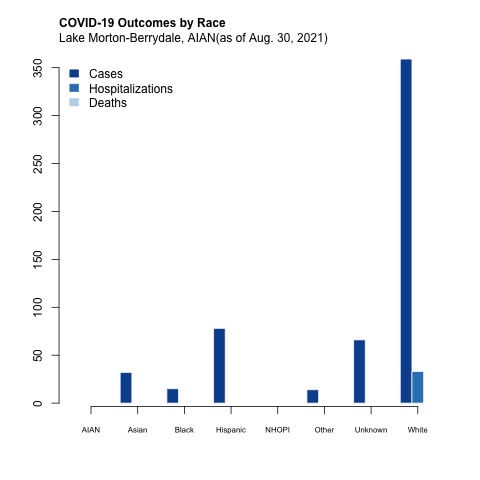 COVID-19 Outcomes by Race
Lake Morton-Berrydale, AIAN(as of Aug. 30, 2021)
Cases
Hospitalizations
Deaths
350
300
250
200
150
100
50
0
AIAN Asian Black Hispanic NHOPI Other Unknown White